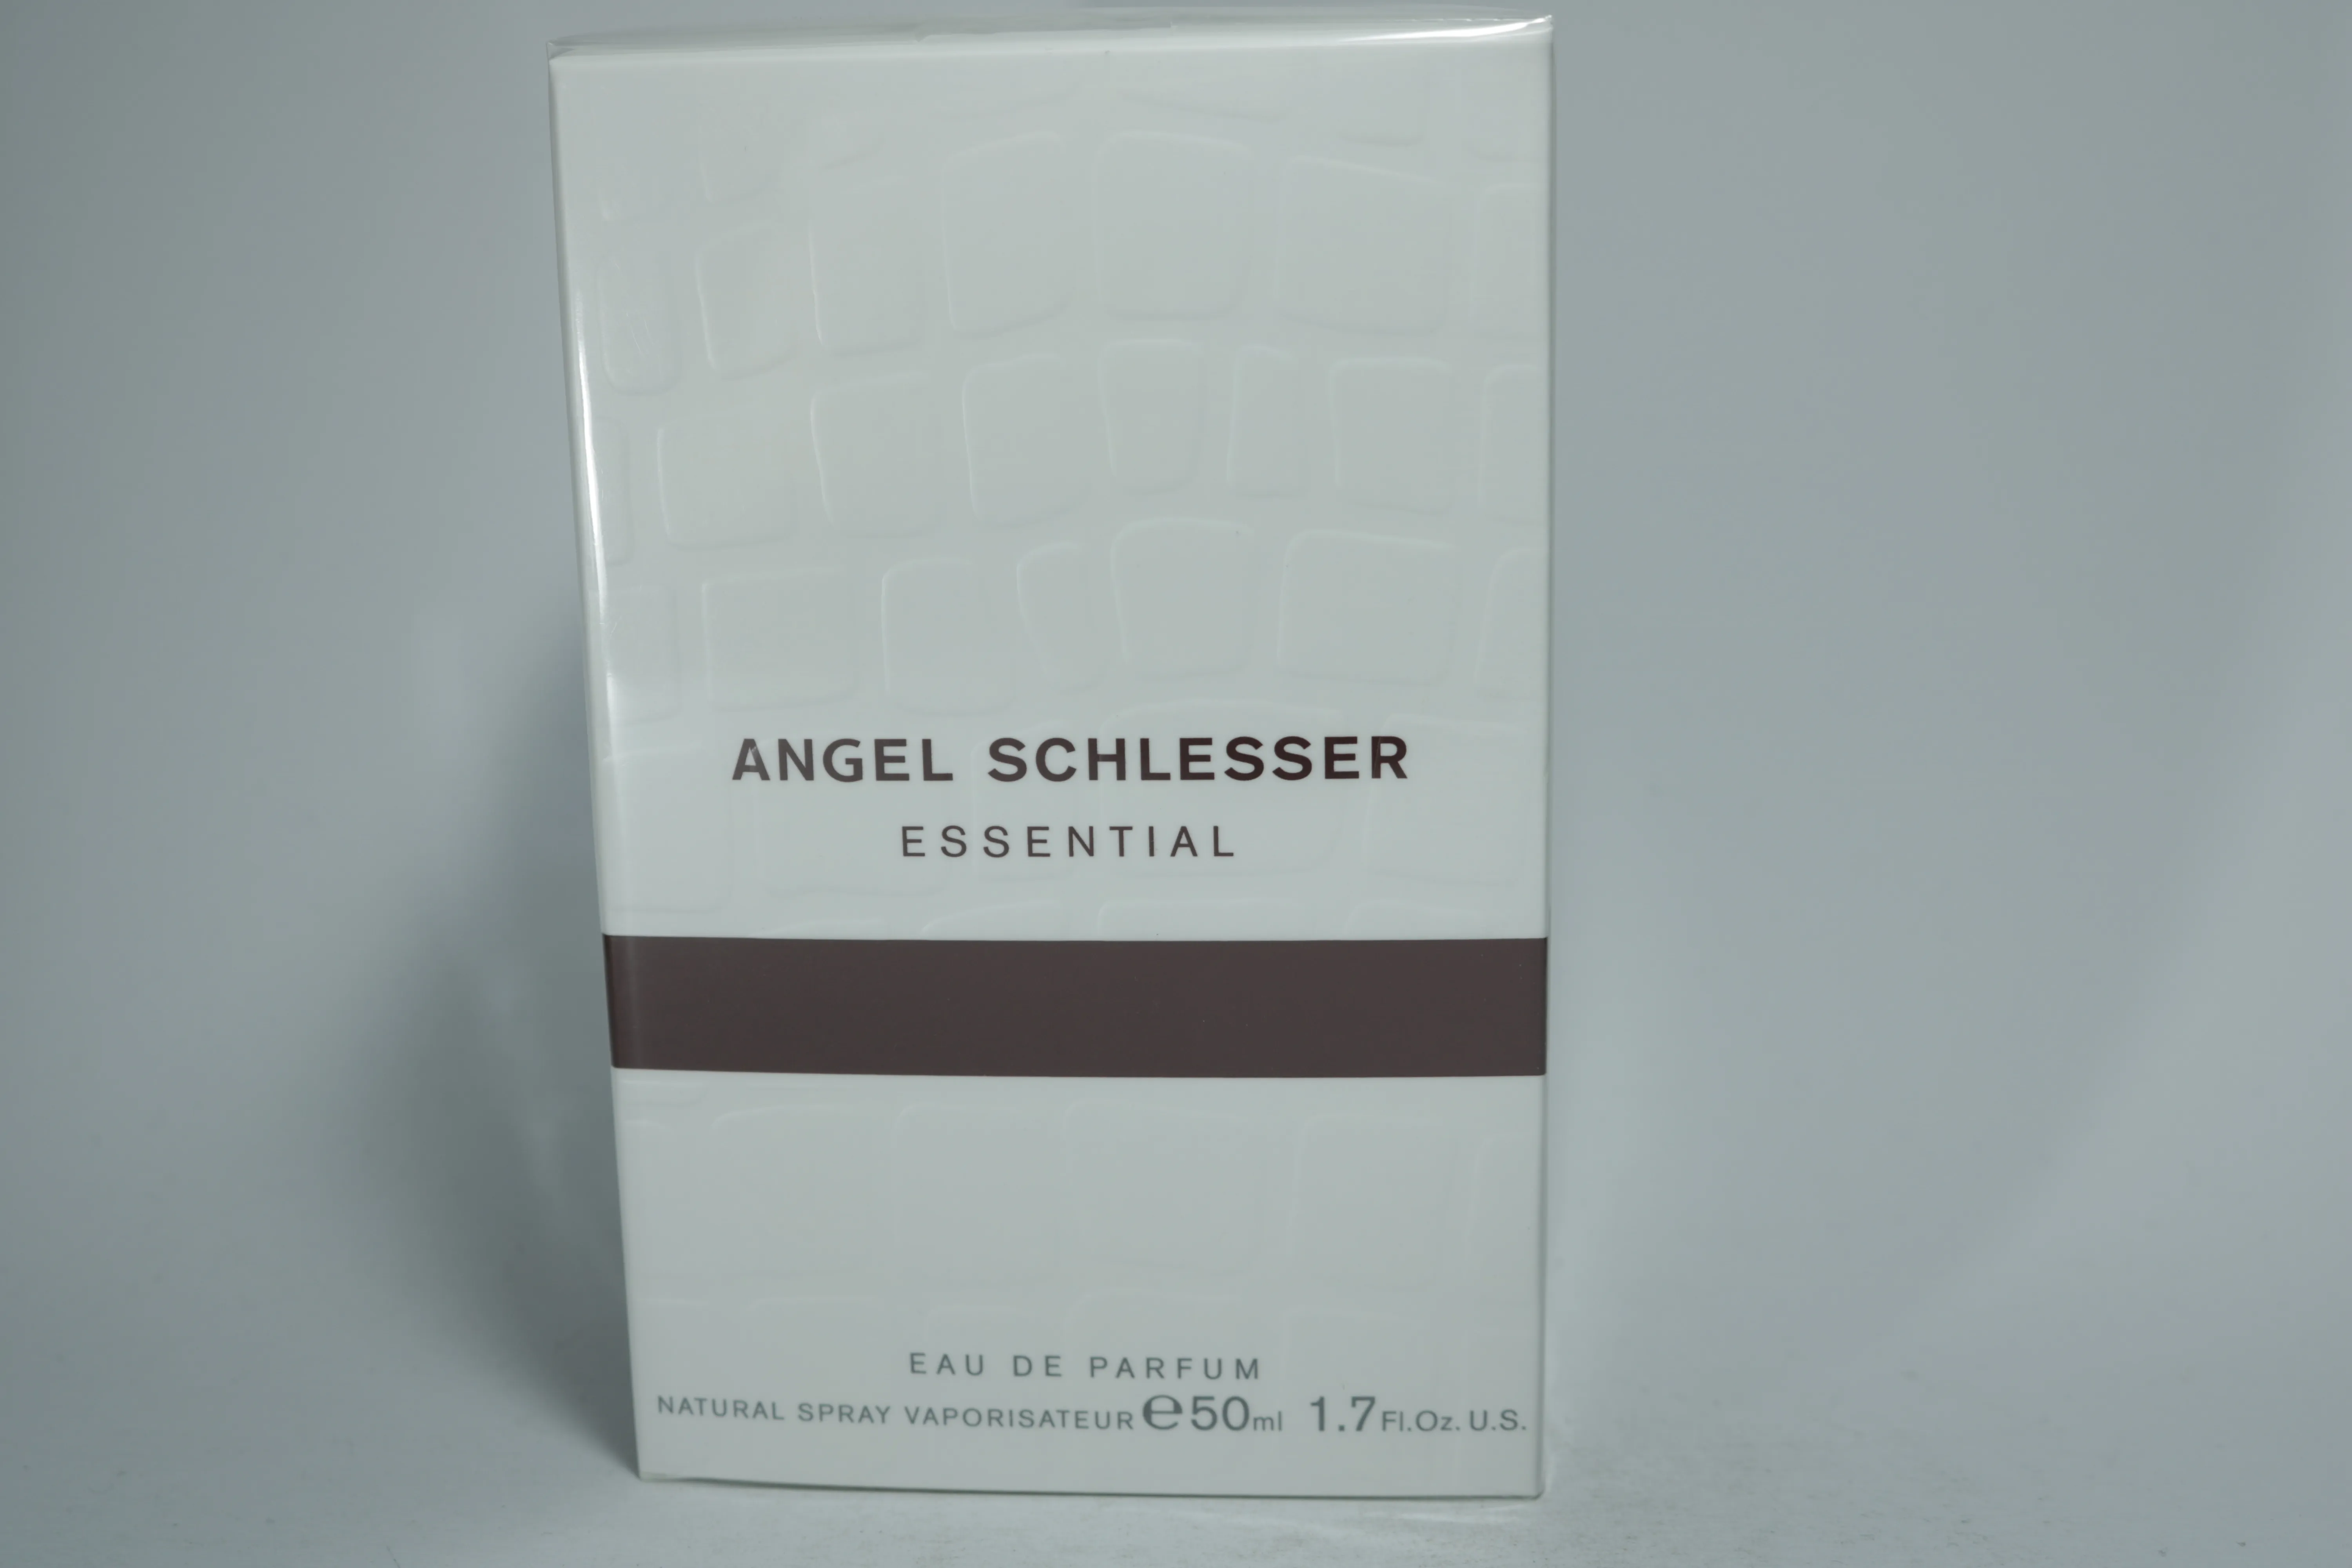 ANGEL SCHLESSER
ESSENTIAL
EAU DE PARFUM
NATURAL SPRAY VAPORISATEUR ℮50ml 1.7Fl.Oz. U.S.